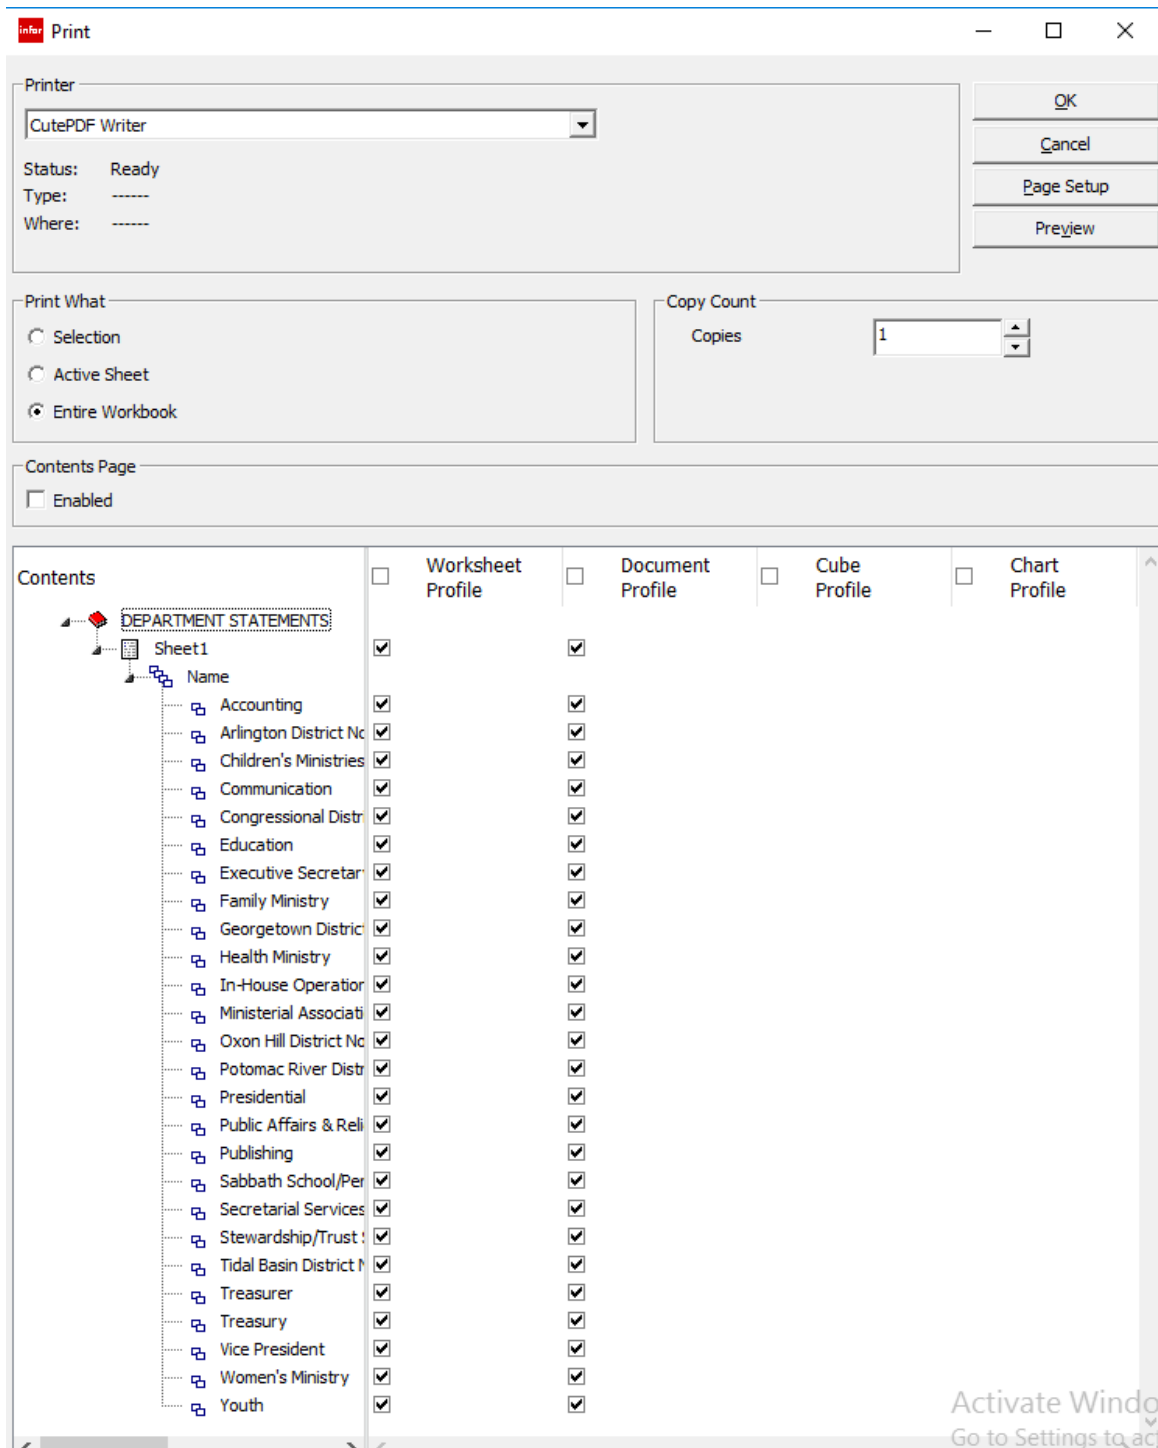 infor Print
Printer
OK
CutePDF Writer
Cancel
Status: Ready
Type: ------
Page Setup
Where: ------
Preview
Print What
Copy Count
Selection
Copies 1
Active Sheet
Entire Workbook
Contents Page
Enabled
Contents
Worksheet Profile
Document Profile
Cube Profile
Chart Profile
DEPARTMENT STATEMENTS
Sheet1
Name
Accounting
Arlington District No
Children's Ministries
Communication
Congressional Distr
Education
Executive Secretar
Family Ministry
Georgetown District
Health Ministry
In-House Operation
Ministerial Associati
Oxon Hill District No
Potomac River Distr
Presidential
Public Affairs & Reli
Publishing
Sabbath School/Per
Secretarial Services
Stewardship/Trust S
Tidal Basin District N
Treasurer
Treasury
Vice President
Women's Ministry
Youth
Activate Windo
Go to Settings to act